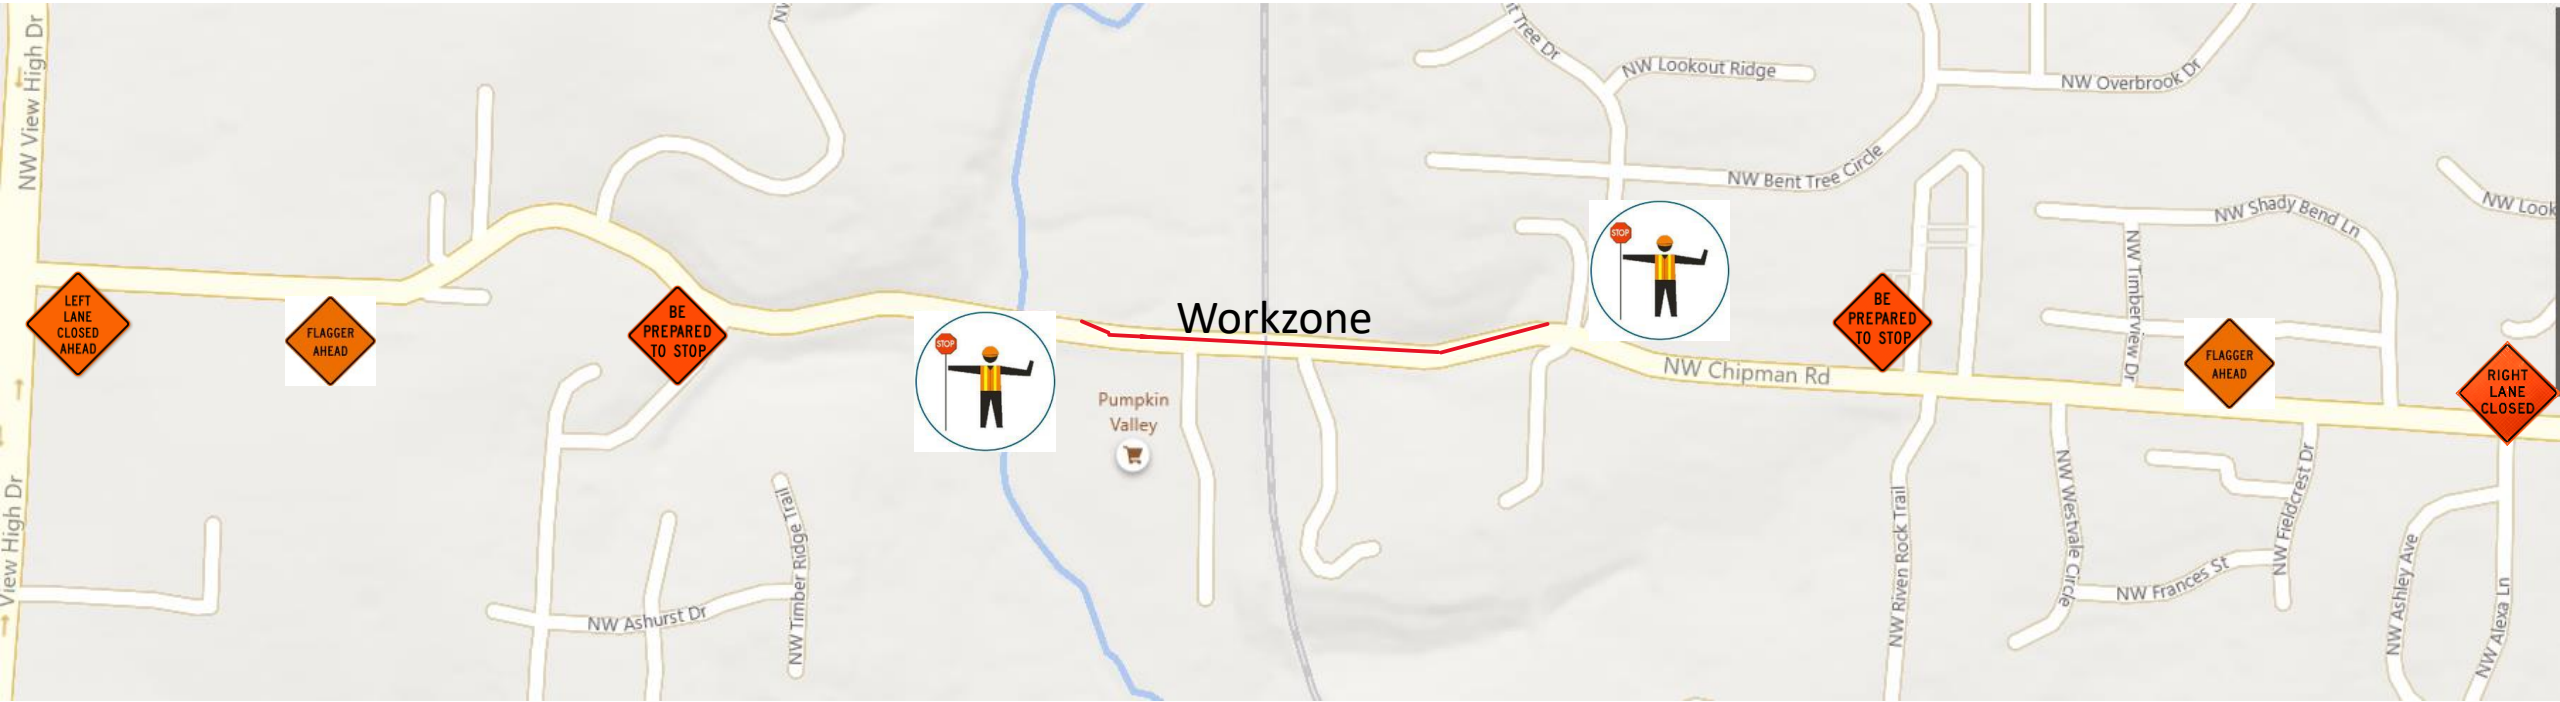 NW View High Dr
View High Dr
LEFT
LANE
CLOSED
AHEAD
FLAGGER
AHEAD
BE
PREPARED
TO STOP
STOP
Workzone
Pumpkin
Valley
STOP
BE
PREPARED
TO STOP
FLAGGER
AHEAD
RIGHT
LANE
CLOSED
NW
Tree Dr
NW Lookout Ridge
NW Overbrook Dr
NW Bent Tree Circle
NW Shady Bend Ln
NW Look
NW Timberview Dr
NW Chipman Rd
NW Ashurst Dr
NW Timber Ridge Trail
NW Riven Rock Trail
NW Westvale Circle
NW Frances St
NW Fieldcrest Dr
NW Ashley Ave
NW Alexa Ln